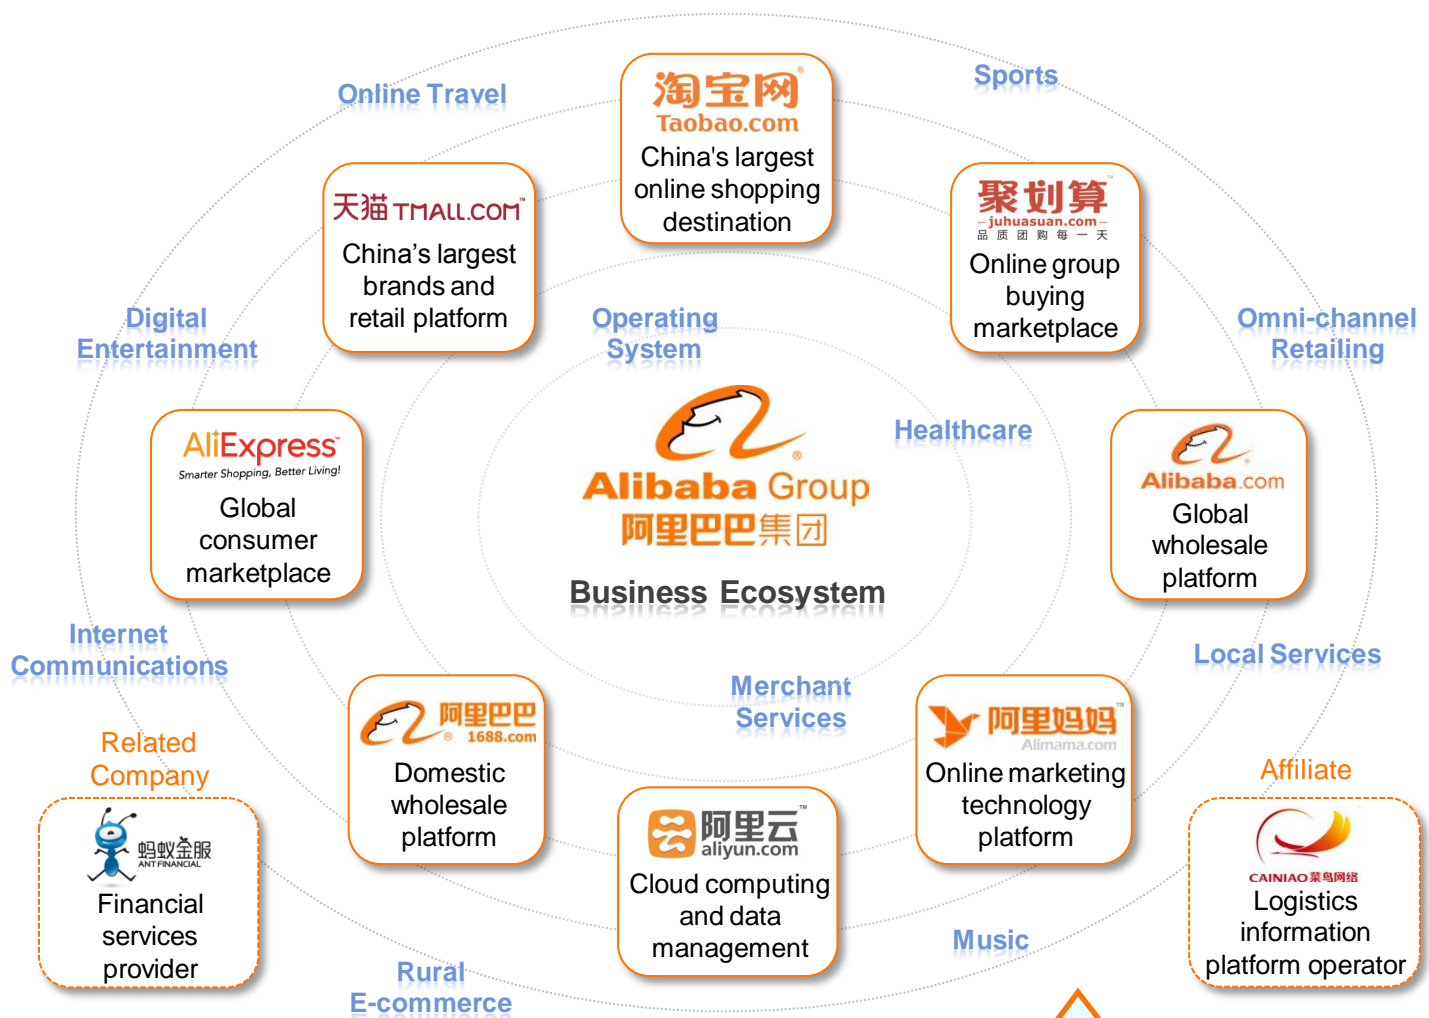 Online Travel
Sports
淘宝网
Taobao.com
China's largest
online shopping
destination
天猫 TMALL.COM™
China’s largest
brands and
retail platform
聚划算
juhuasuan.com
品质团购每一天
Online group
buying
marketplace
Digital
Entertainment
Operating
System
Omni-channel
Retailing
Healthcare
AliExpress™
Smarter Shopping, Better Living!
Global
consumer
marketplace
Alibaba Group
阿里巴巴集团
Business Ecosystem
Alibaba.com
Global
wholesale
platform
Internet
Communications
Local Services
Merchant
Services
阿里巴巴
1688.com
Domestic
wholesale
platform
阿里妈妈™
Alimama.com
Online marketing
technology
platform
Related
Company
蚂蚁金服
ANT FINANCIAL
Financial
services
provider
阿里云™
aliyun.com
Cloud computing
and data
management
Affiliate
CAINIAO 菜鸟网络
Logistics
information
platform operator
Music
Rural
E-commerce